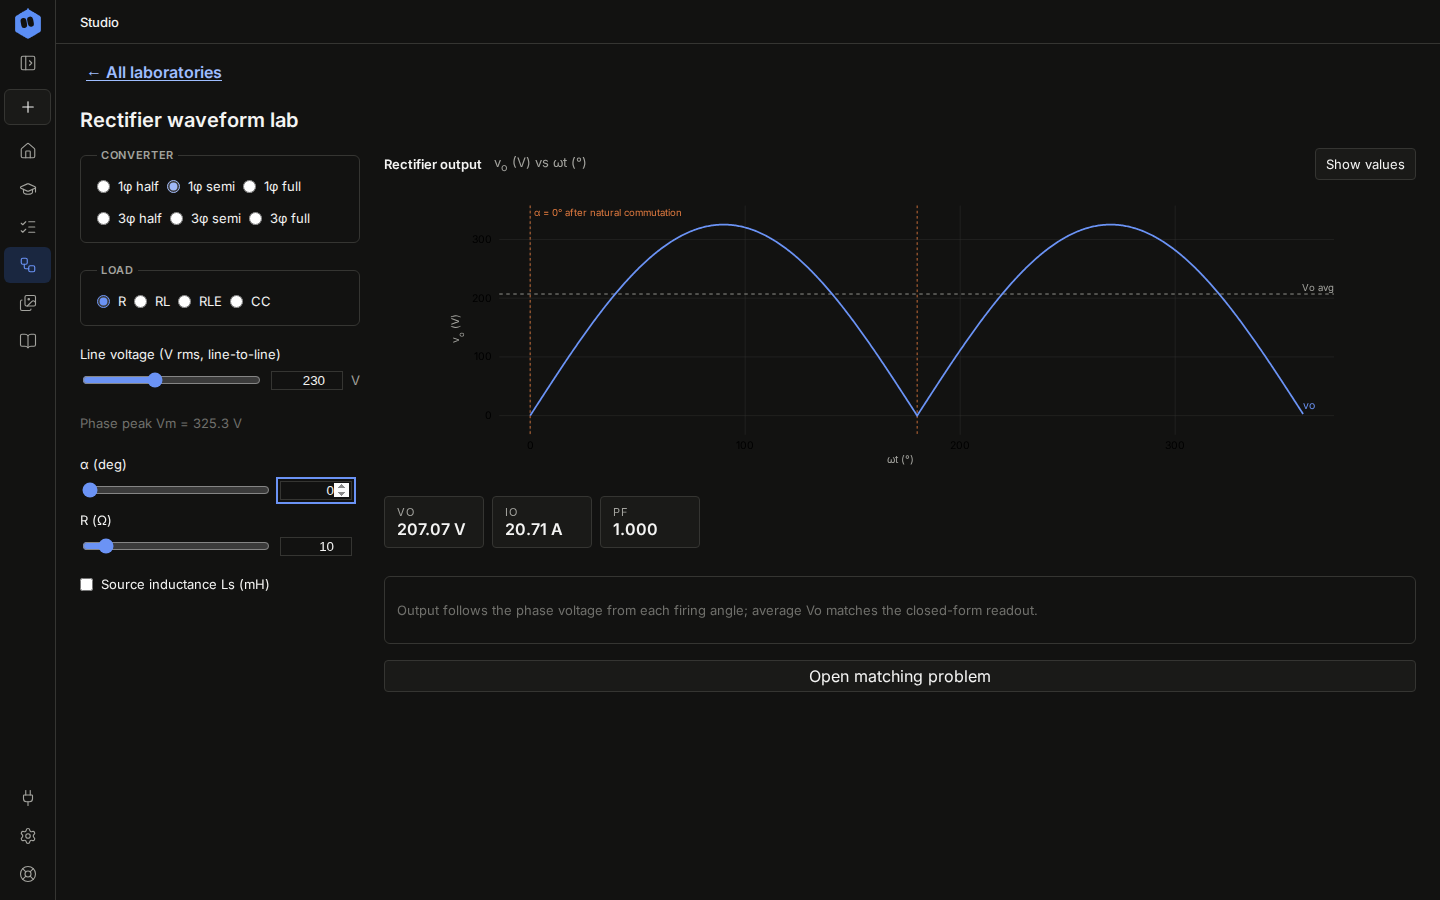 Studio
← All laboratories
Rectifier waveform lab
CONVERTER
1φ half 1φ semi 1φ full
3φ half 3φ semi 3φ full
LOAD
R RL RLE CC
Line voltage (V rms, line-to-line)
230 V
Phase peak Vm = 325.3 V
α (deg)
0
R (Ω)
10
Source inductance Ls (mH)
Rectifier output vo (V) vs ωt (°)
Show values
α = 0° after natural commutation
300
200
100
0
vo (V)
Vo avg
vo
0 100 200 300
ωt (°)
VO
207.07 V
IO
20.71 A
PF
1.000
Output follows the phase voltage from each firing angle; average Vo matches the closed-form readout.
Open matching problem